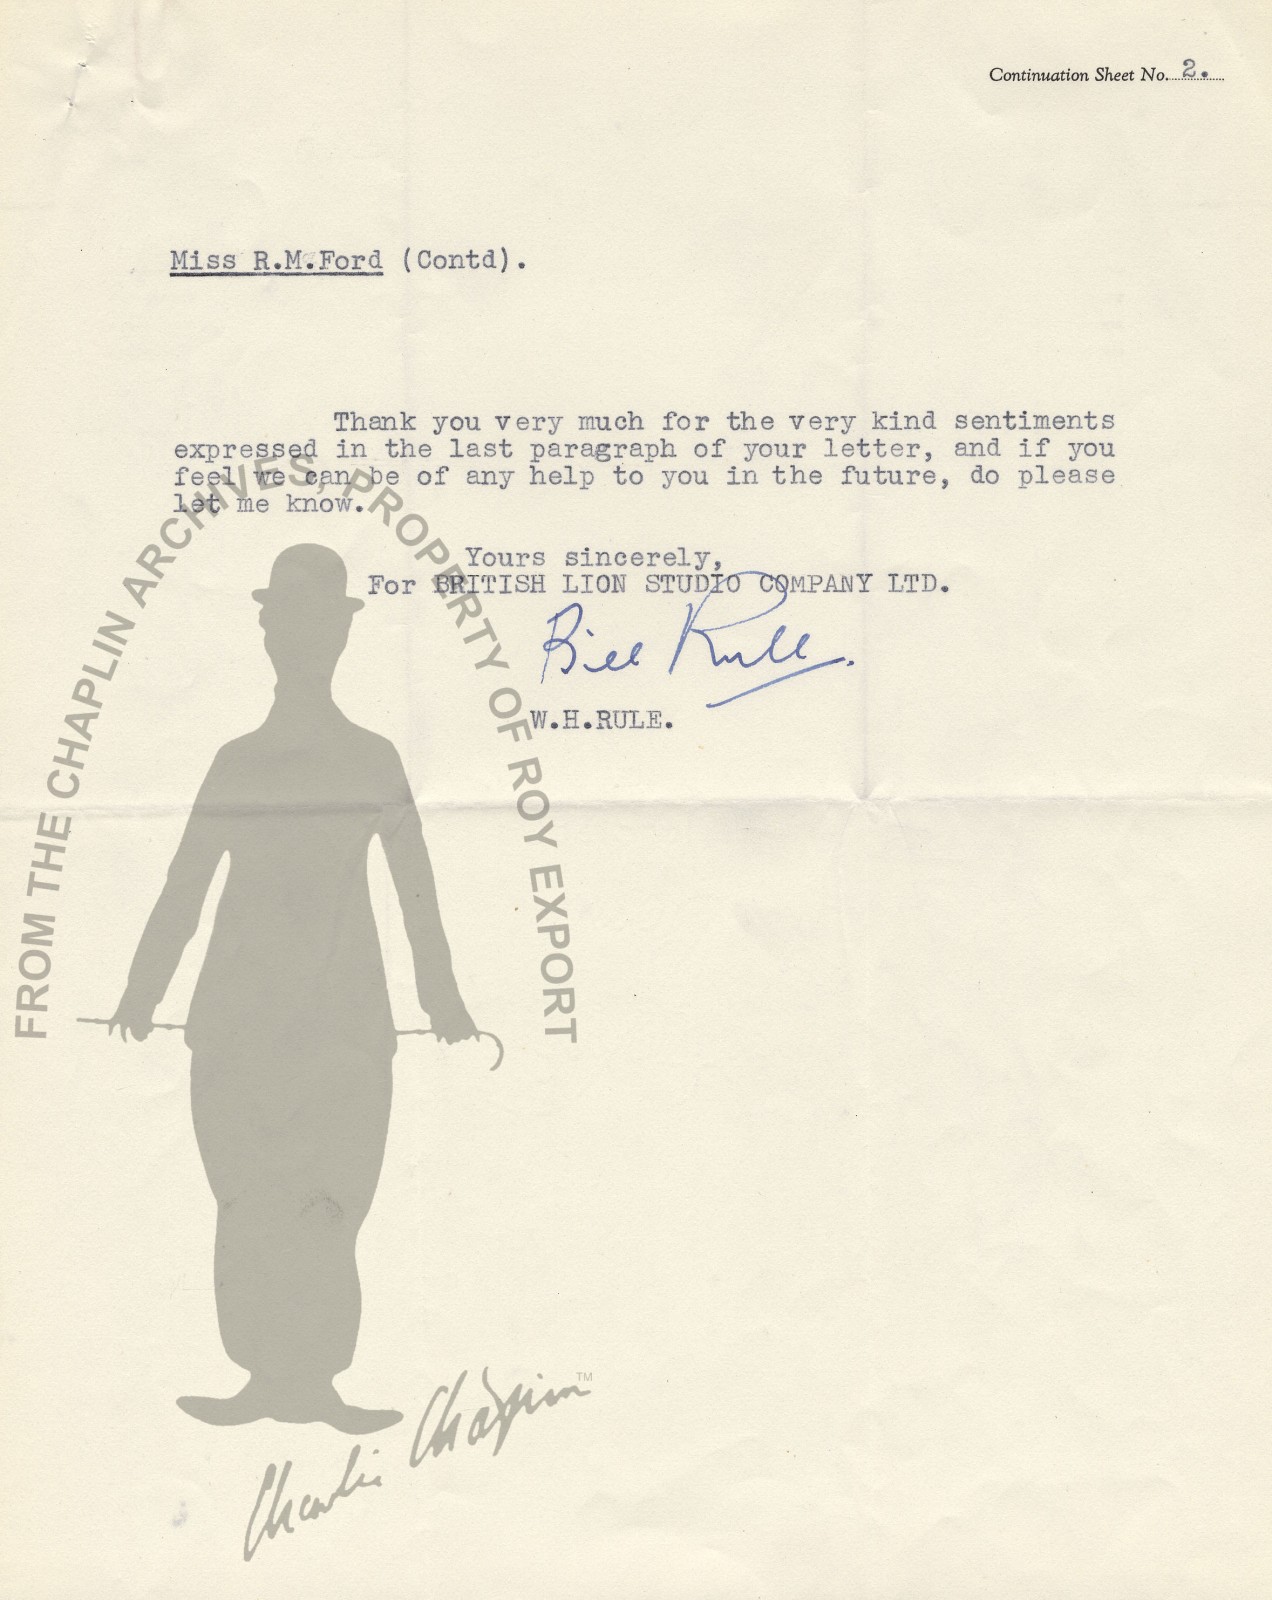 Continuation Sheet No. 2.
Miss R.M.Ford (Contd).
Thank you very much for the very kind sentiments
expressed in the last paragraph of your letter, and if you
feel we can be of any help to you in the future, do please
let me know.
Yours sincerely,
For BRITISH LION STUDIO COMPANY LTD.
Bill Rule.
W.H.RULE.
FROM THE CHAPLIN ARCHIVES, PROPERTY OF ROY EXPORT
Charlie Chaplin™